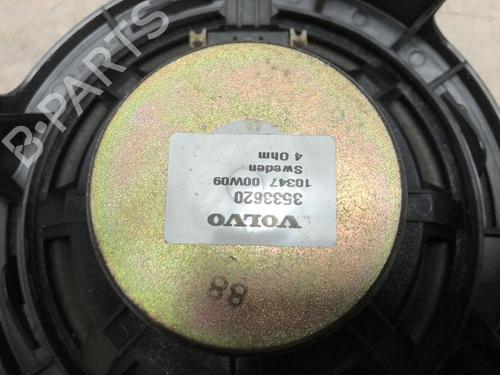 VOLVO
3533620
10347 00W09
Sweden
4 Ohm
88
B-PARTS